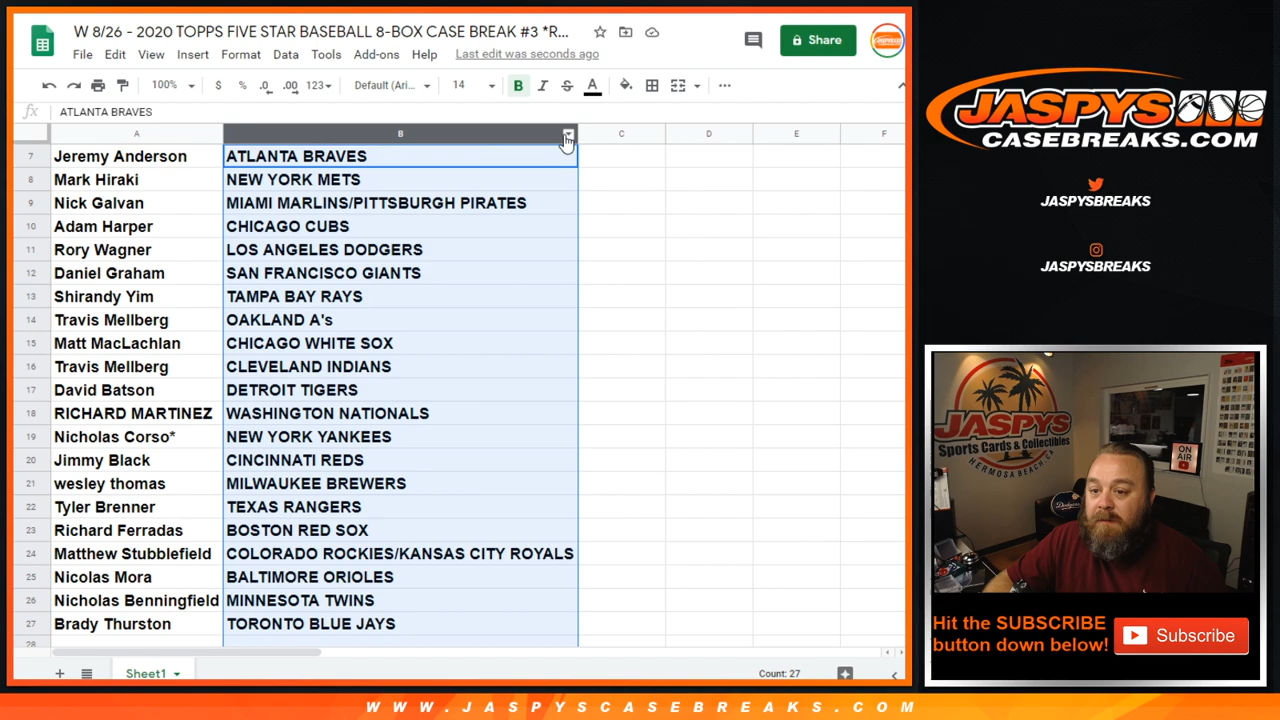 W 8/26 - 2020 TOPPS FIVE STAR BASEBALL 8-BOX CASE BREAK #3 *R...
File Edit View Insert Format Data Tools Add-ons Help Last edit was seconds ago
Share
100% $ % .0 .00 123 Default (Ari... 14 B I S A
fx ATLANTA BRAVES
A B C D E F
7 Jeremy Anderson ATLANTA BRAVES
8 Mark Hiraki NEW YORK METS
9 Nick Galvan MIAMI MARLINS/PITTSBURGH PIRATES
10 Adam Harper CHICAGO CUBS
11 Rory Wagner LOS ANGELES DODGERS
12 Daniel Graham SAN FRANCISCO GIANTS
13 Shirandy Yim TAMPA BAY RAYS
14 Travis Mellberg OAKLAND A's
15 Matt MacLachlan CHICAGO WHITE SOX
16 Travis Mellberg CLEVELAND INDIANS
17 David Batson DETROIT TIGERS
18 RICHARD MARTINEZ WASHINGTON NATIONALS
19 Nicholas Corso* NEW YORK YANKEES
20 Jimmy Black CINCINNATI REDS
21 wesley thomas MILWAUKEE BREWERS
22 Tyler Brenner TEXAS RANGERS
23 Richard Ferradas BOSTON RED SOX
24 Matthew Stubblefield COLORADO ROCKIES/KANSAS CITY ROYALS
25 Nicolas Mora BALTIMORE ORIOLES
26 Nicholas Benningfield MINNESOTA TWINS
27 Brady Thurston TORONTO BLUE JAYS
28
Sheet1
Count: 27
JASPYS
CASEBREAKS.COM
JASPYSBREAKS
JASPYSBREAKS
JASPYS
Sports Cards & Collectibles
HERMOSA BEACH, CA
ON
AIR
Dodgers
Hit the SUBSCRIBE
button down below!
Subscribe
WWW.JASPYSCASEBREAKS.COM